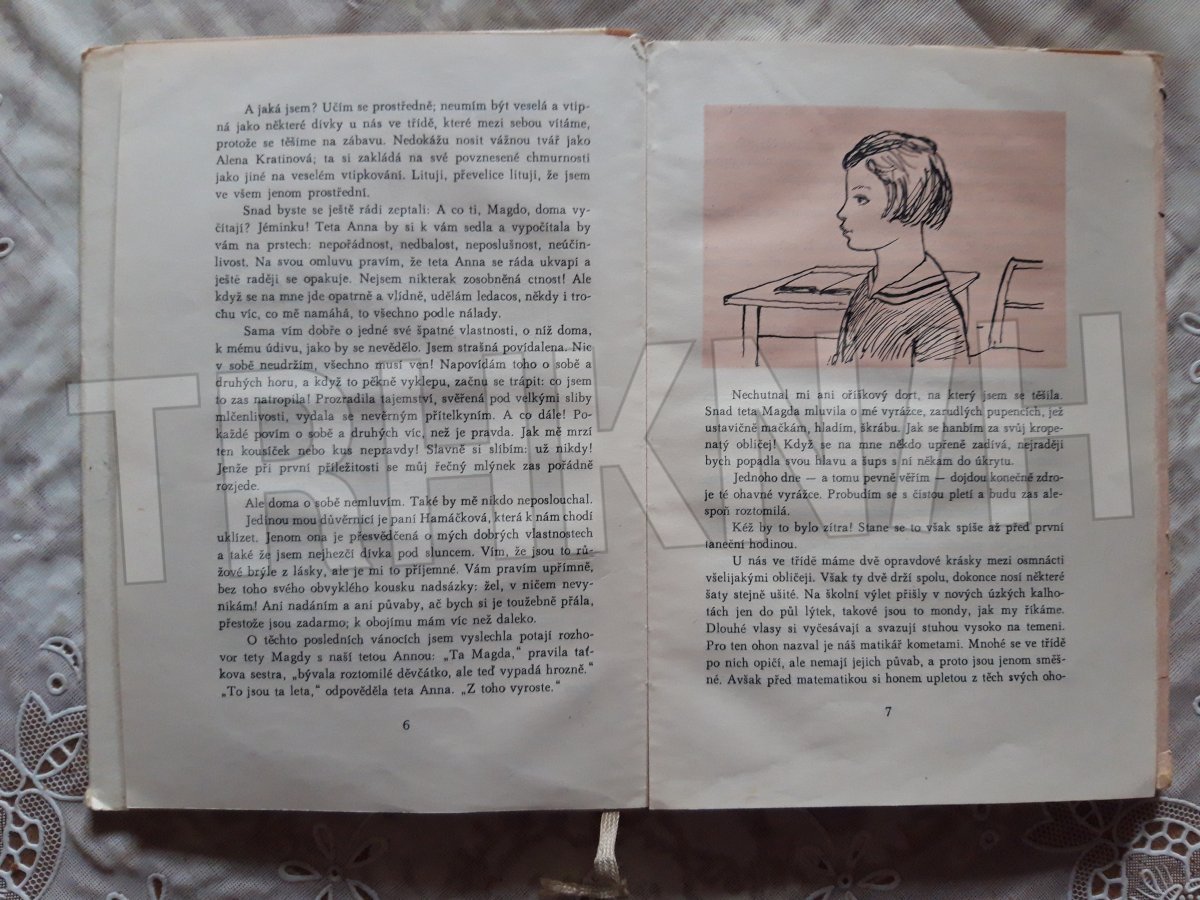 A jaká jsem? Učím se prostředně; neumím být veselá a vtip-
ná jako některé dívky u nás ve třídě, které mezi sebou vítáme,
protože se těšíme na zábavu. Nedokážu nosit vážnou tvář jako
Alena Kratinová; ta si zakládá na své povznesené chmurnosti
jako jiné na veselém vtipkování. Lituji, převelice lituji, že jsem
ve všem jenom prostřední.
Snad byste se ještě rádi zeptali: A co ti, Magdo, doma vy-
čítají? Jéminku! Teta Anna by si k vám sedla a vypočítala by
vám na prstech: nepořádnost, nedbalost, neposlušnost, neúčin-
livost. Na svou omluvu pravím, že teta Anna se ráda ukvapí a
ještě raději se opakuje. Nejsem nikterak zosobněná ctnost! Ale
když se na mne jde opatrně a vlídně, udělám ledacos, někdy i tro-
chu víc, co mě namáhá, to všechno podle nálady.
Sama vím dobře o jedné své špatné vlastnosti, o níž doma,
k mému údivu, jako by se nevědělo. Jsem strašná povídalena. Nic
v sobě neudržím, všechno musí ven! Napovídám toho o sobě a
druhých horu, a když to pěkně vyklepu, začnu se trápit: co jsem
to zas natropila! Prozradila tajemství, svěřená pod velkými sliby
mlčenlivosti, vydala se nevěrným přítelkyním. A co dále! Po-
každé povím o sobě a druhých víc, než je pravda. Jak mě mrzí
ten kousíček nebo kus nepravdy! Slavně si slíbím: už nikdy!
Jenže při první příležitosti se můj řečný mlýnek zas pořádně
rozjede.
Ale doma o sobě nemluvím. Také by mě nikdo neposlouchal.
Jedinou mou důvěrnicí je paní Hamáčková, která k nám chodí
uklízet. Jenom ona je přesvědčená o mých dobrých vlastnostech
a také že jsem nejhezčí dívka pod sluncem. Vím, že jsou to rů-
žové brýle z lásky, ale je mi to příjemné. Vám pravím upřímně,
bez toho svého obvyklého kousku nadsázky: žel, v ničem nevy-
nikám! Ani nadáním a ani půvaby, ač bych si je toužebně přála,
přestože jsou zadarmo; k obojímu mám víc než daleko.
O těchto posledních vánocích jsem vyslechla potají rozho-
vor tety Magdy s naší tetou Annou: „Ta Magda,“ pravila tať-
kova sestra, „bývala roztomilé děvčátko, ale teď vypadá hrozně.“
„To jsou ta leta,“ odpověděla teta Anna. „Z toho vyroste.“
6
Nechutnal mi ani oříškový dort, na který jsem se těšila.
Snad teta Magda mluvila o mé vyrážce, zarudlých pupencích, jež
ustavičně mačkám, hladím, škrábu. Jak se hanbím za svůj krope-
natý obličej! Když se na mne někdo upřeně zadívá, nejraději
bych popadla svou hlavu a šups s ní někam do úkrytu.
Jednoho dne — a tomu pevně věřím — dojdou konečně zdro-
je té ohavné vyrážce. Probudím se s čistou pletí a budu zas ale-
spoň roztomilá.
Kéž by to bylo zítra! Stane se to však spíše až před první
taneční hodinou.
U nás ve třídě máme dvě opravdové krásky mezi osmnácti
všelijakými obličeji. Však ty dvě drží spolu, dokonce nosí některé
šaty stejně ušité. Na školní výlet přišly v nových úzkých kalho-
tách jen do půl lýtek, takové jsou to mondy, jak my říkáme.
Dlouhé vlasy si vyčesávají a svazují stuhou vysoko na temeni.
Pro ten ohon nazval je náš matikář kometami. Mnohé se ve třídě
po nich opičí, ale nemají jejich půvab, a proto jsou jenom směš-
né. Avšak před matematikou si honem upletou z těch svých oho-
7
TREKNIH